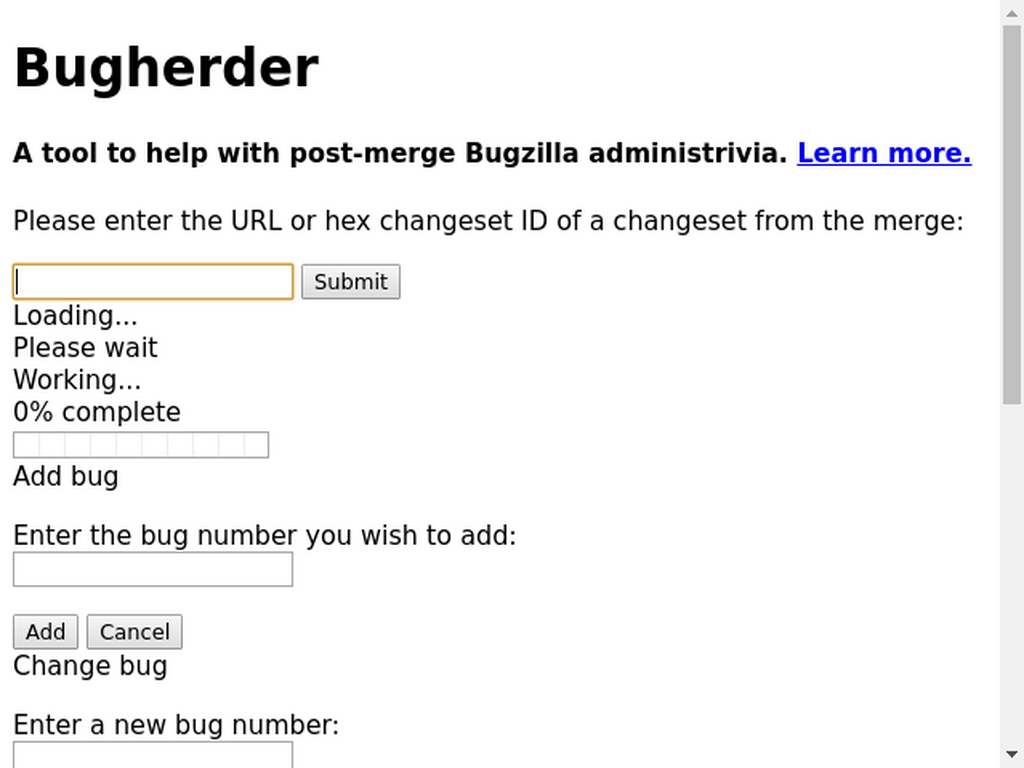 Bugherder
A tool to help with post-merge Bugzilla administrivia. Learn more.
Please enter the URL or hex changeset ID of a changeset from the merge:
Submit
Loading...
Please wait
Working...
0% complete
Add bug
Enter the bug number you wish to add:
Add Cancel
Change bug
Enter a new bug number: